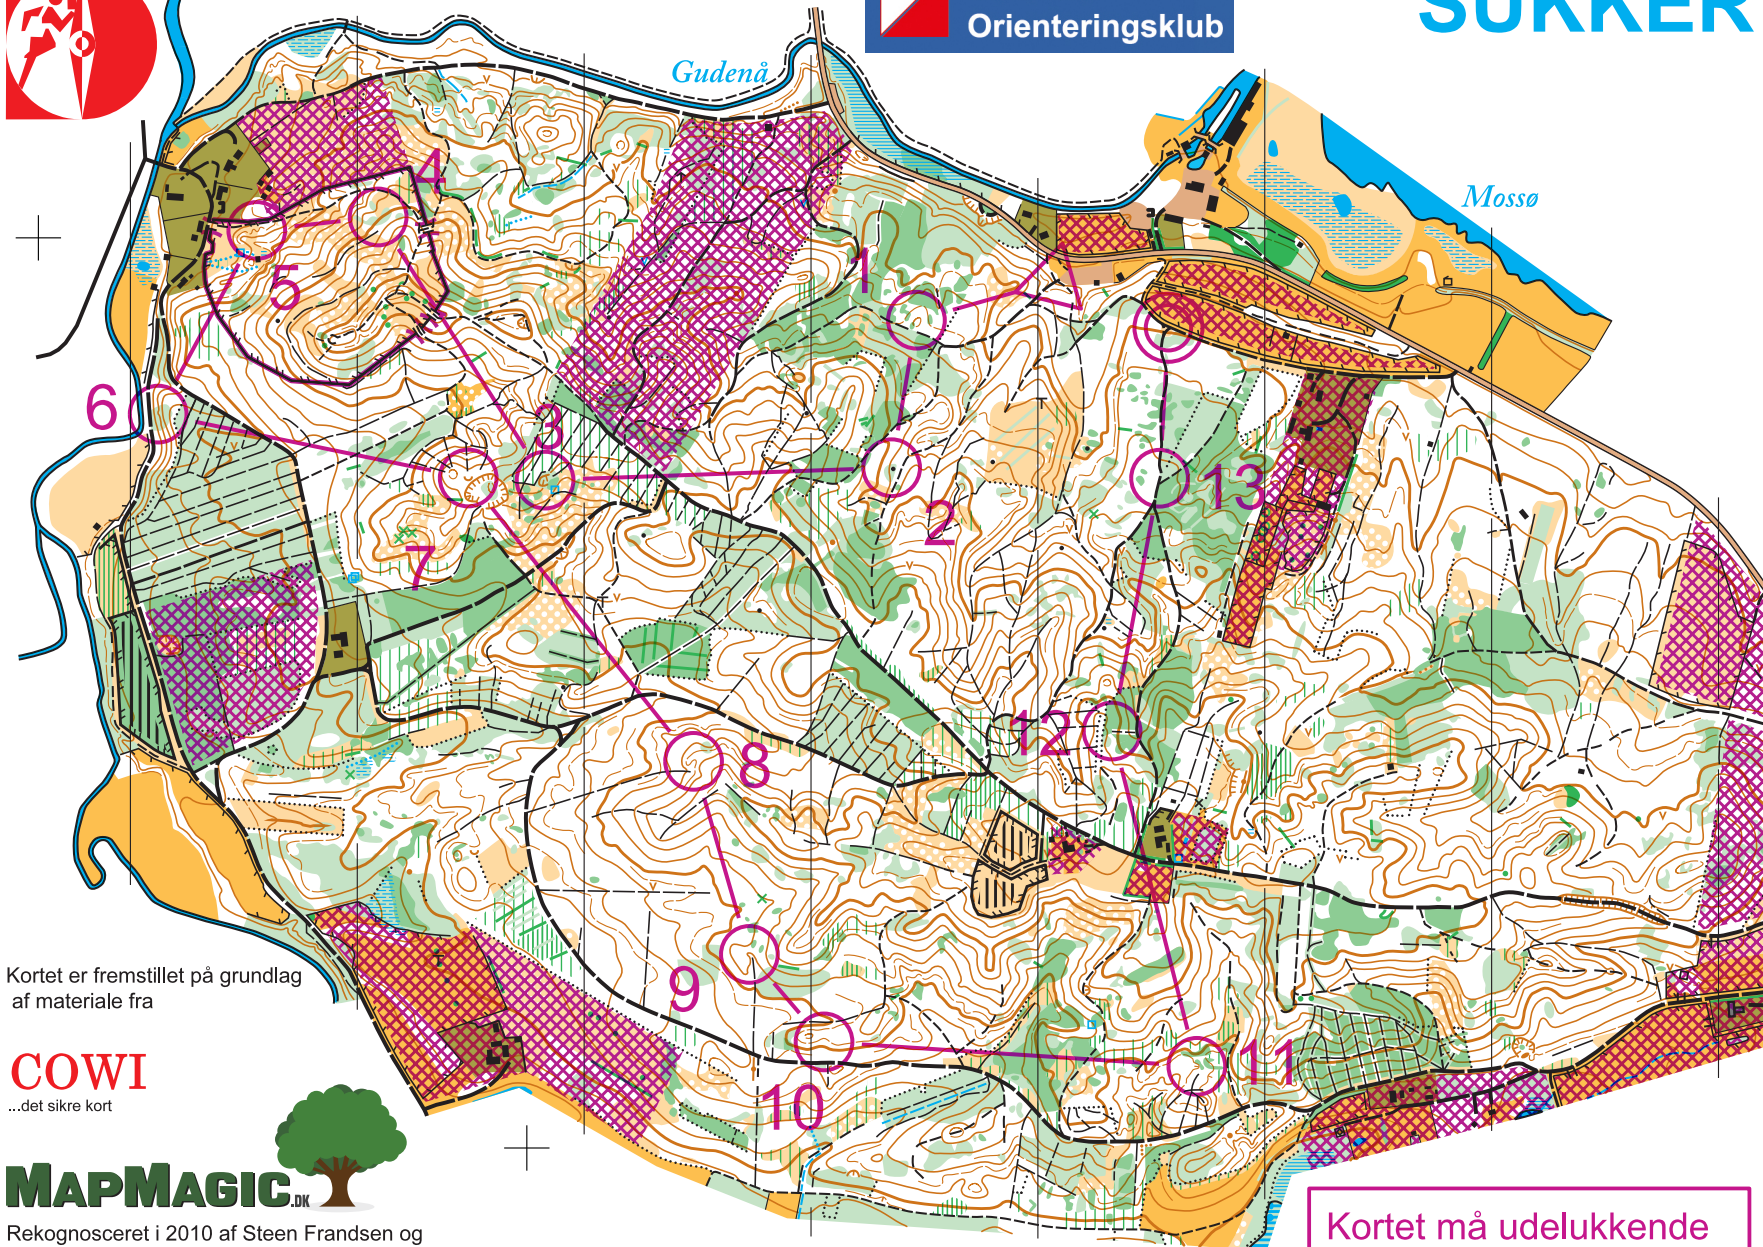 Orienteringsklub
SUKKER
Gudenå
Mossø
4
5
1
6
3
2
13
7
12
8
9
11
10
Kortet er fremstillet på grundlag
af materiale fra
COWI
...det sikre kort
MAPMAGIC.DK
Rekognosceret i 2010 af Steen Frandsen og
Kortet må udelukkende